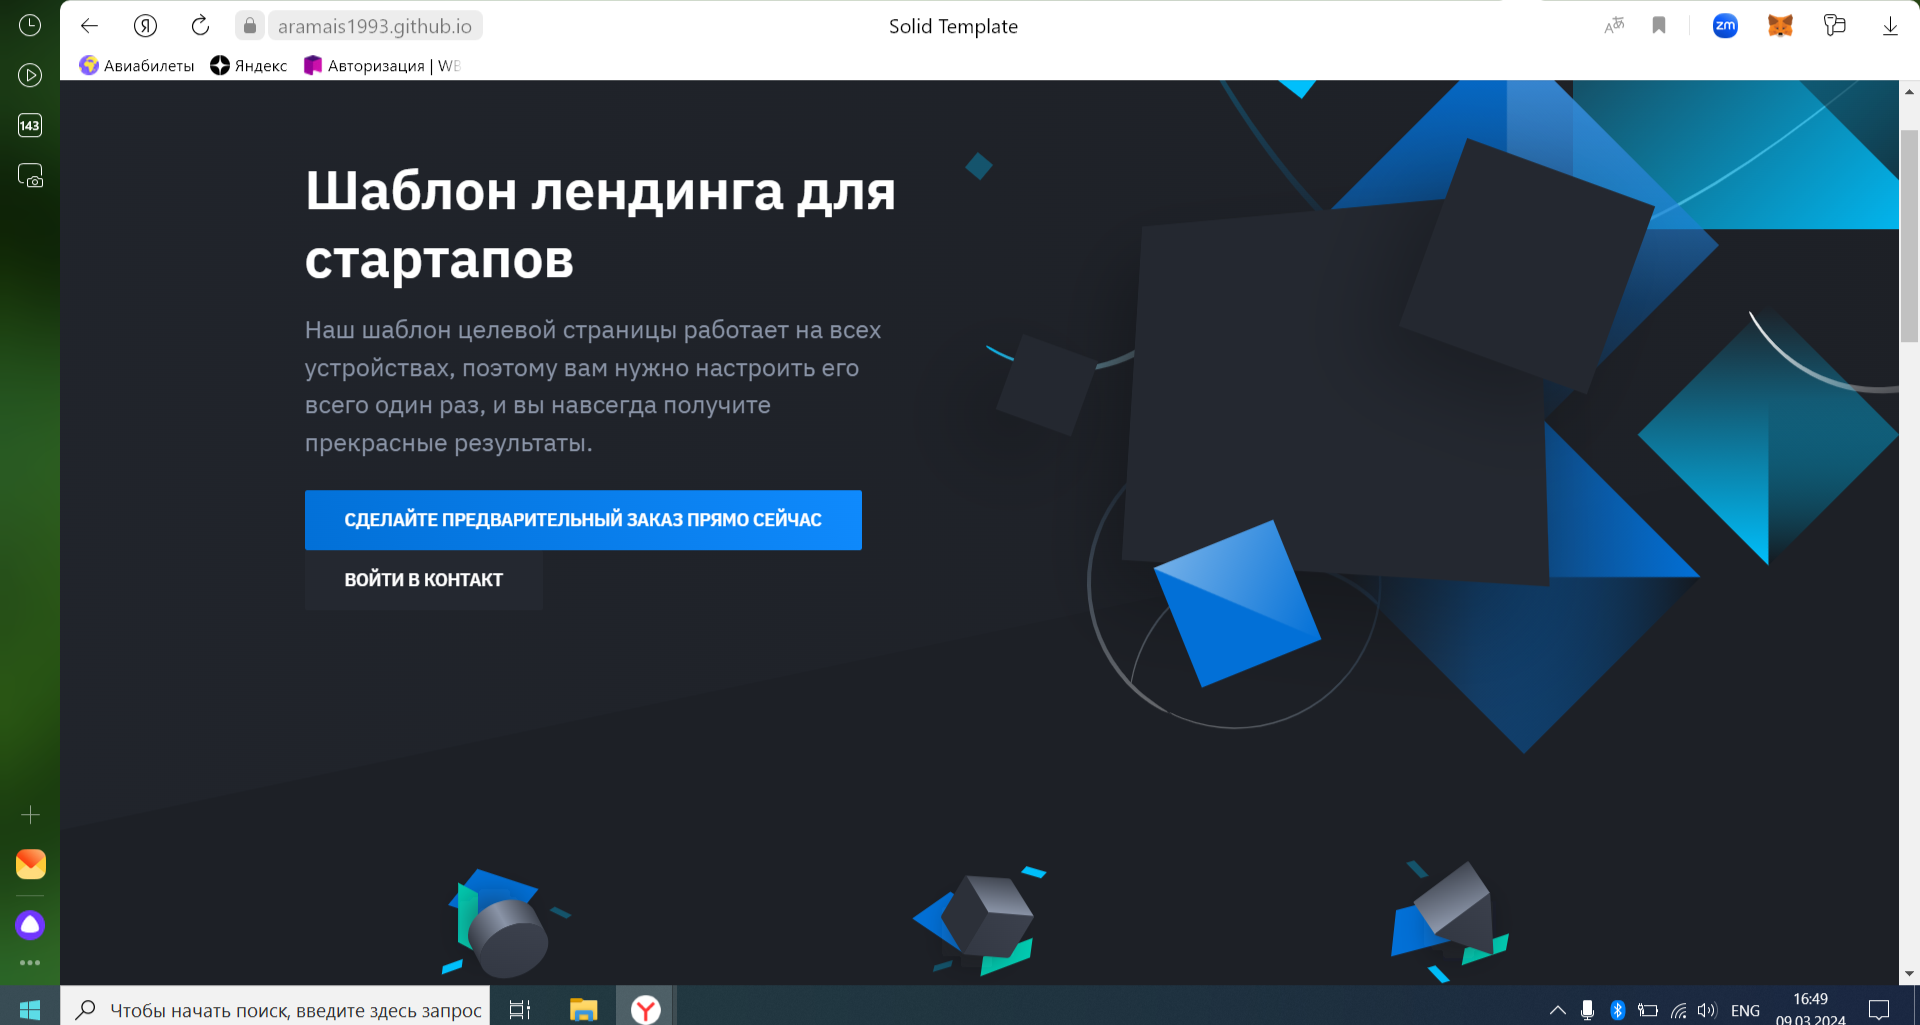 aramais1993.github.io
Solid Template
zm
Авиабилеты
Яндекс
Авторизация | WB
143
Шаблон лендинга для
стартапов
Наш шаблон целевой страницы работает на всех
устройствах, поэтому вам нужно настроить его
всего один раз, и вы навсегда получите
прекрасные результаты.
СДЕЛАЙТЕ ПРЕДВАРИТЕЛЬНЫЙ ЗАКАЗ ПРЯМО СЕЙЧАС
ВОЙТИ В КОНТАКТ
Чтобы начать поиск, введите здесь запрос
ENG
16:49
09.03.2024